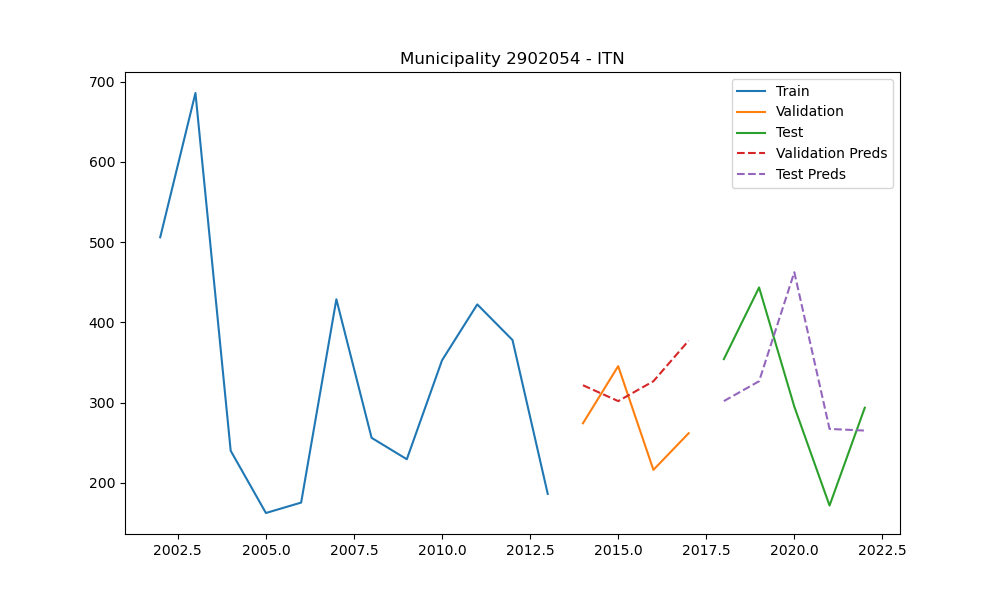 Municipality 2902054 - ITN
700
600
500
400
300
200
2002.5 2005.0 2007.5 2010.0 2012.5 2015.0 2017.5 2020.0 2022.5
Train
Validation
Test
Validation Preds
Test Preds